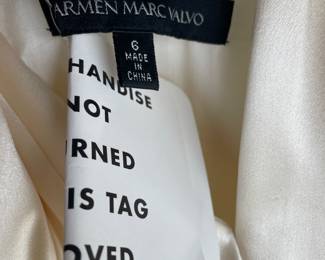 ARMEN MARC VALVO
6
MADE
IN
CHINA
HANDISE
NOT
URNED
IS TAG
OVED